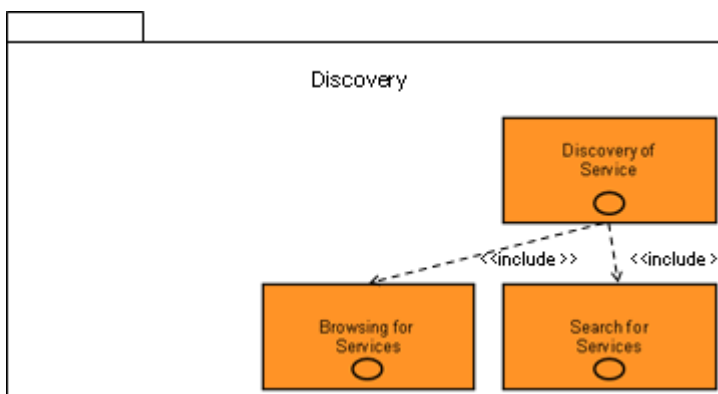 Discovery
Discovery of
Service
<<include >>
<<include >
Browsing for
Services
Search for
Services